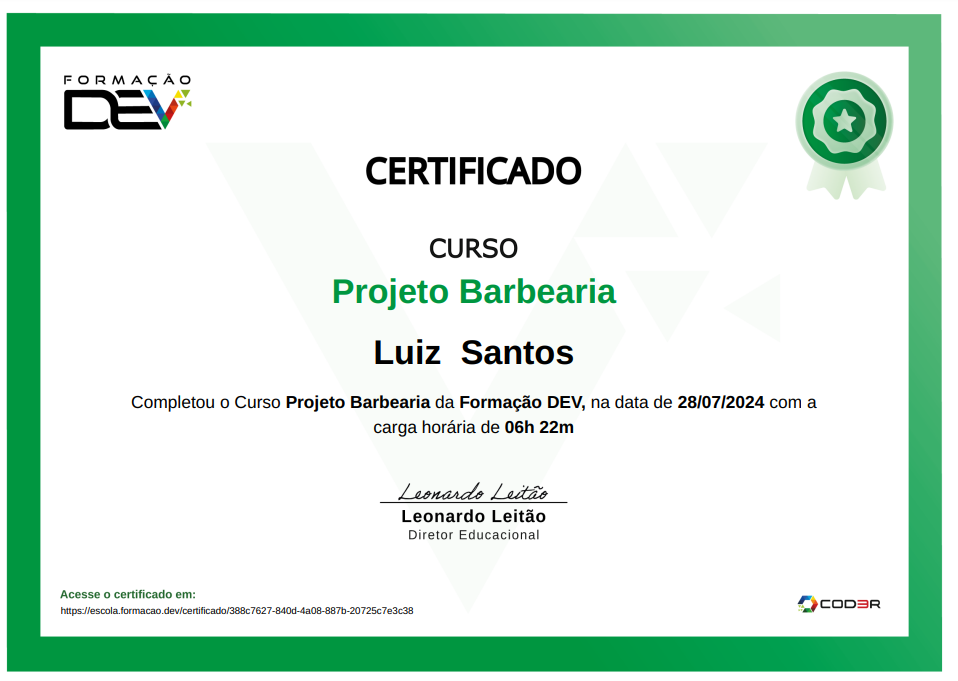 FORMAÇÃO
DEV
CERTIFICADO
CURSO
Projeto Barbearia
Luiz Santos
Completou o Curso Projeto Barbearia da Formação DEV, na data de 28/07/2024 com a
carga horária de 06h 22m
Leonardo Leitão
Leonardo Leitão
Diretor Educacional
Acesse o certificado em:
https://escola.formacao.dev/certificado/388c7627-840d-4a08-887b-20725c7e3c38
COD3R